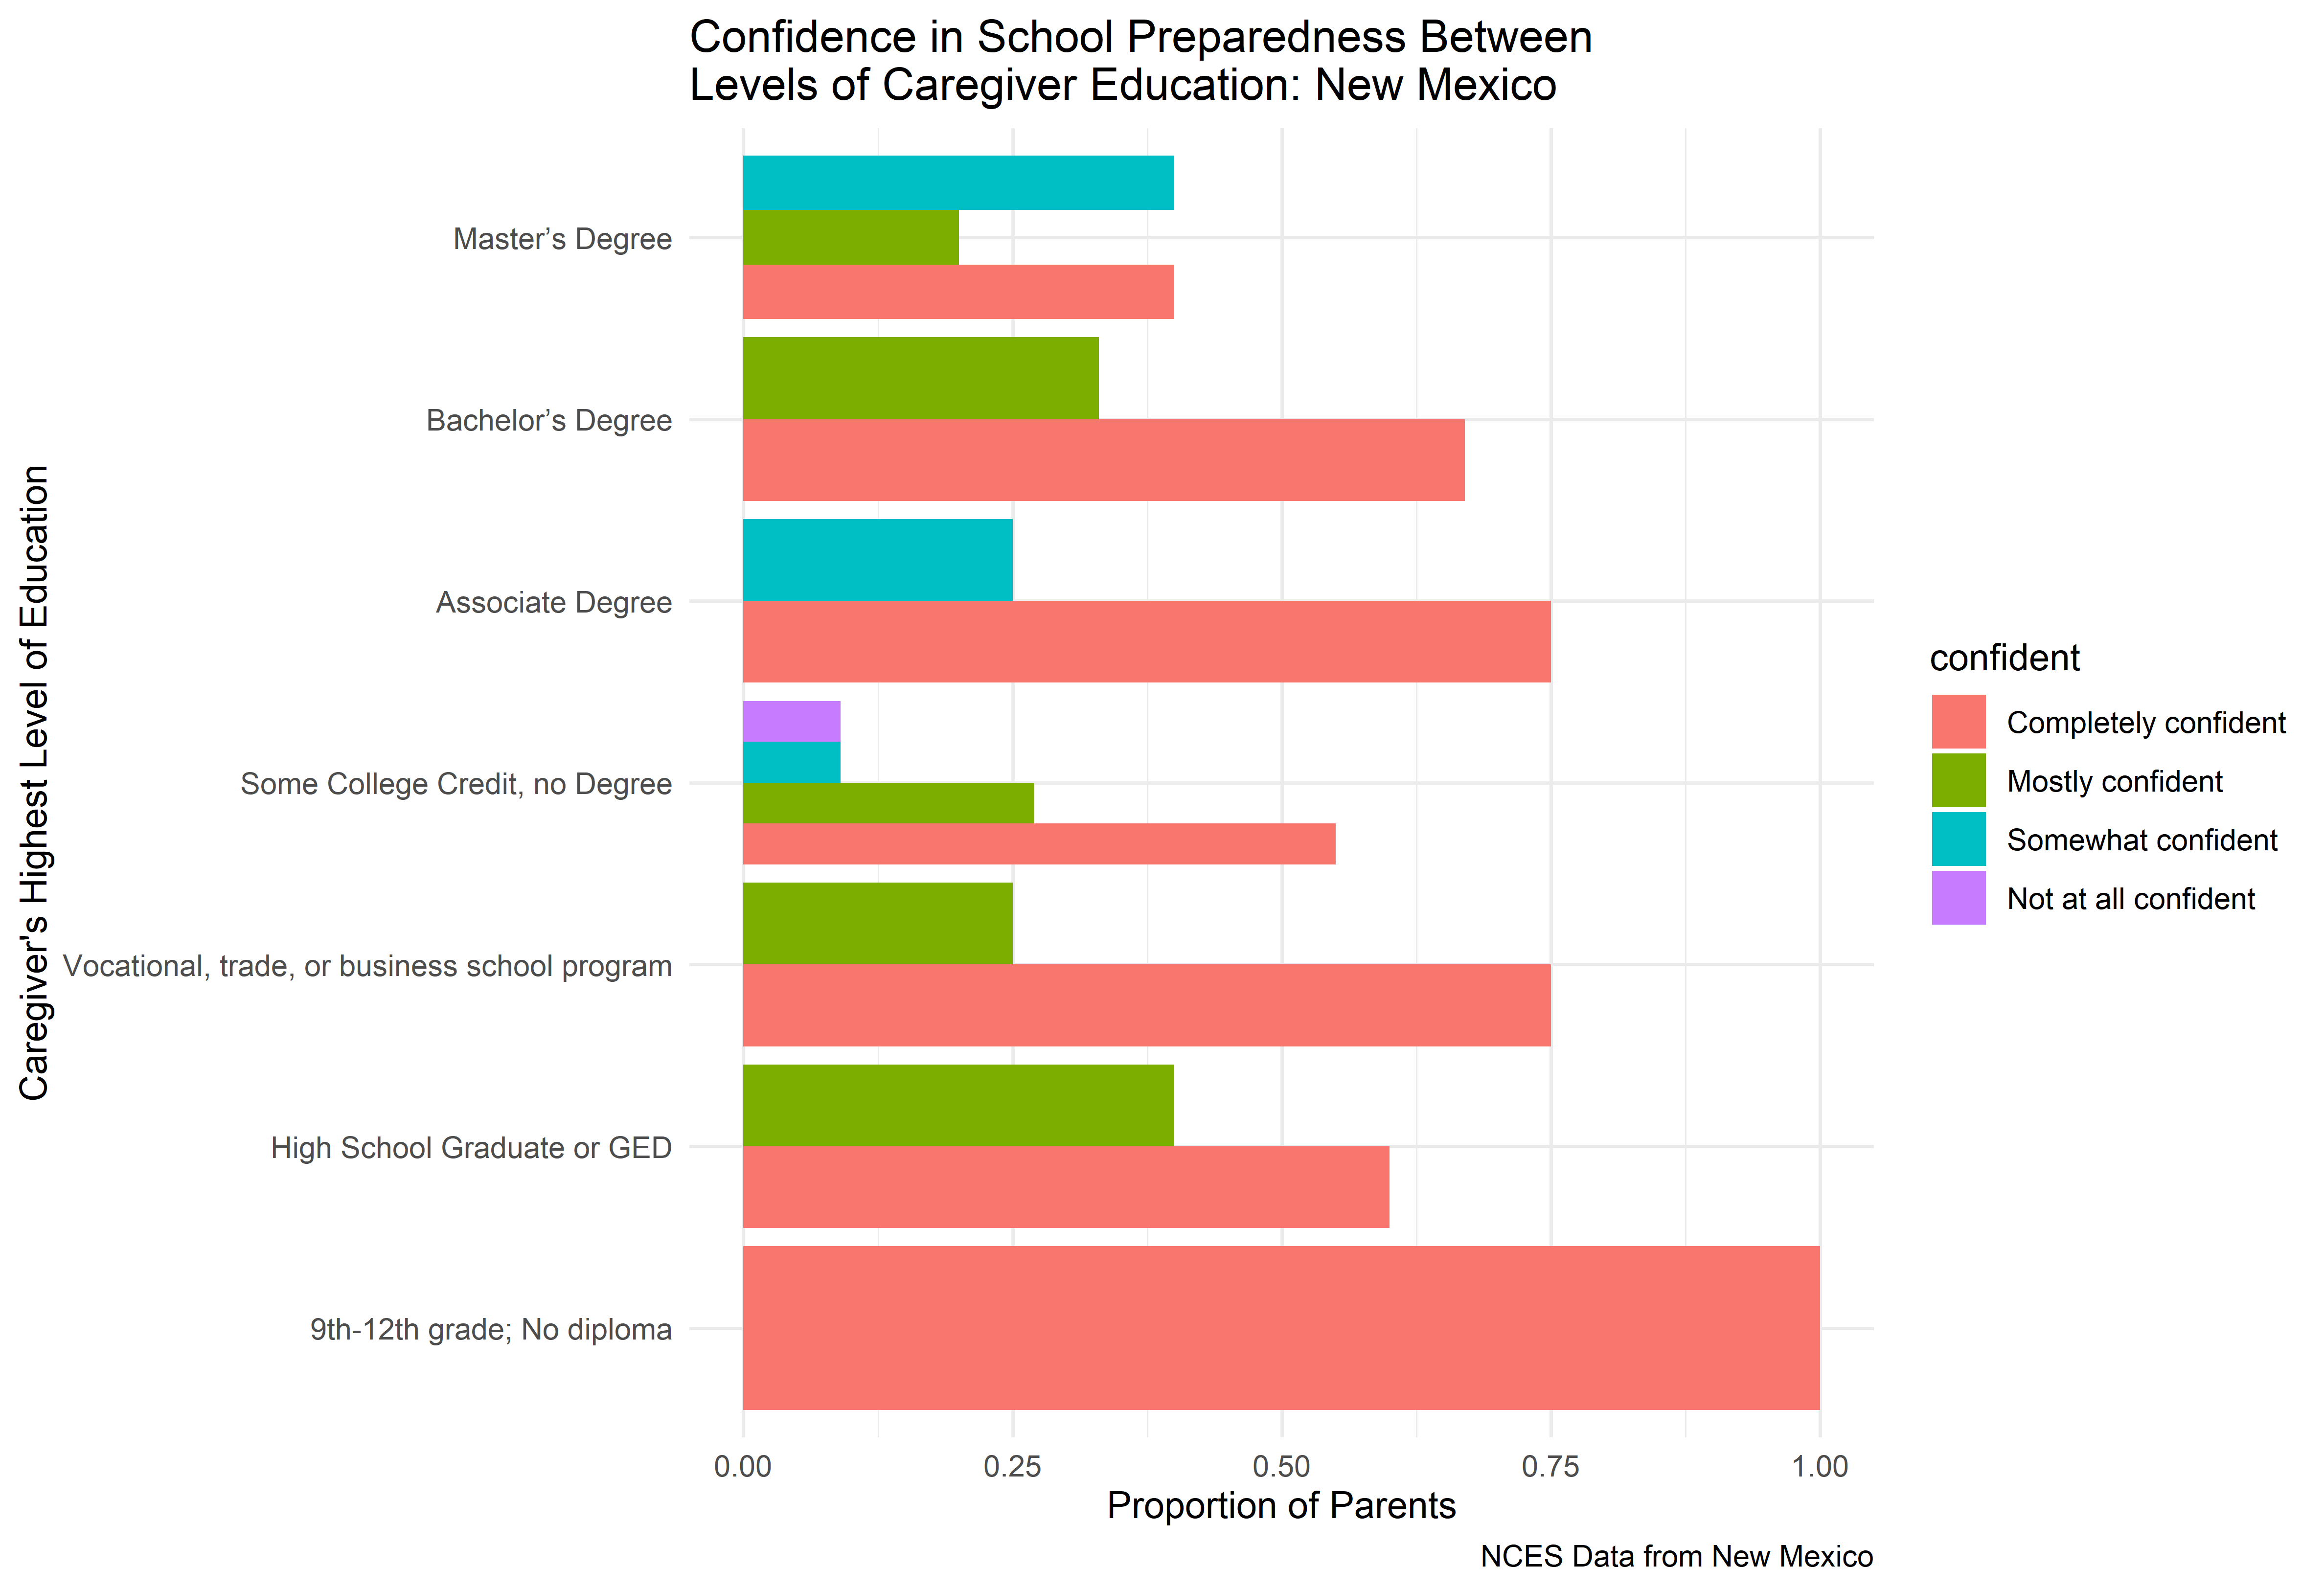 Confidence in School Preparedness Between
Levels of Caregiver Education: New Mexico
Caregiver's Highest Level of Education
Master’s Degree
Bachelor’s Degree
Associate Degree
Some College Credit, no Degree
Vocational, trade, or business school program
High School Graduate or GED
9th-12th grade; No diploma
0.00 0.25 0.50 0.75 1.00
Proportion of Parents
confident
Completely confident
Mostly confident
Somewhat confident
Not at all confident
NCES Data from New Mexico